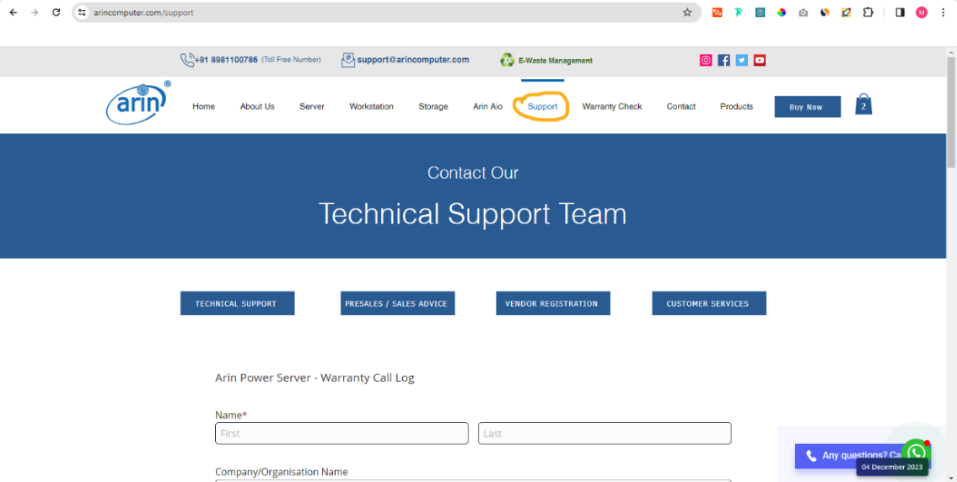 arincomputer.com/support
+91 8981100786 (Toll Free Number) support@arincomputer.com E-Waste Management
arin®
Home About Us Server Workstation Storage Arin Aio Support Warranty Check Contact Products Buy Now 2
Contact Our
Technical Support Team
TECHNICAL SUPPORT PRESALES / SALES ADVICE VENDOR REGISTRATION CUSTOMER SERVICES
Arin Power Server - Warranty Call Log
Name*
First Last
Company/Organisation Name
Any questions?
04 December 2023